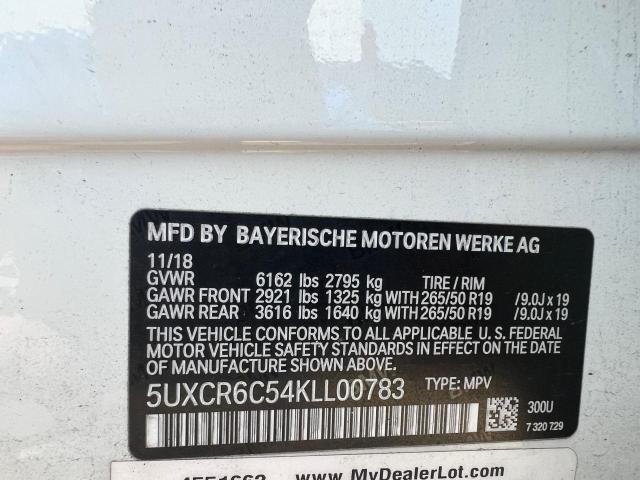 MFD BY BAYERISCHE MOTOREN WERKE AG
11/18
GVWR 6162 lbs 2795 kg TIRE / RIM
GAWR FRONT 2921 lbs 1325 kg WITH 265/50 R19 /9.0J x 19
GAWR REAR 3616 lbs 1640 kg WITH 265/50 R19 /9.0J x 19
THIS VEHICLE CONFORMS TO ALL APPLICABLE U. S. FEDERAL
MOTOR VEHICLE SAFETY STANDARDS IN EFFECT ON THE DATE
OF MANUFACTURE SHOWN ABOVE.
5UXCR6C54KLL00783 TYPE: MPV
300U
7 320 729
www.MyDealerLot.com